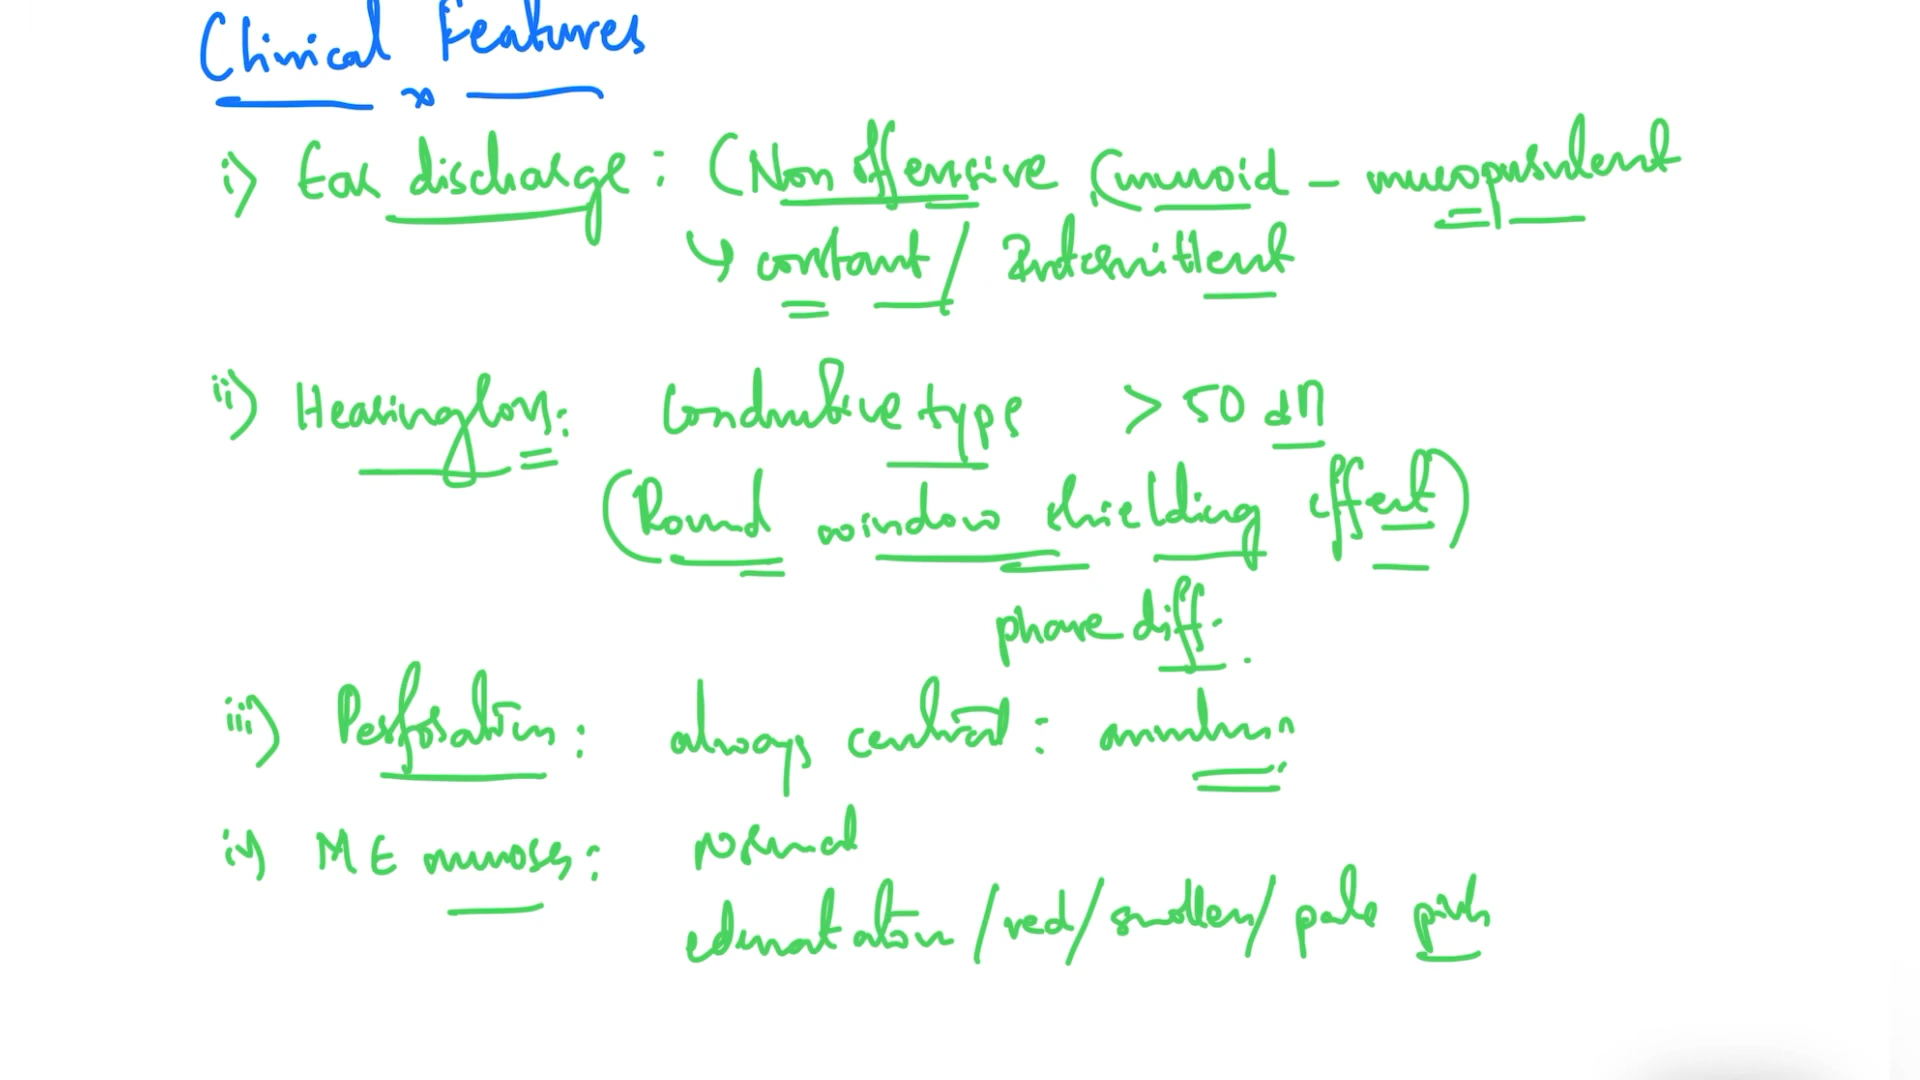 Clinical Features
i) Ear discharge : (Non offensive (mucoid - mucopurulent
↳ constant / Intermittent
ii) Hearing loss : Conductive type > 50 dB
(Round window shielding effect)
phase diff.
iii) Perforation : always central : annulus
iv) ME mucosa : normal
/ red / swollen / pale pink